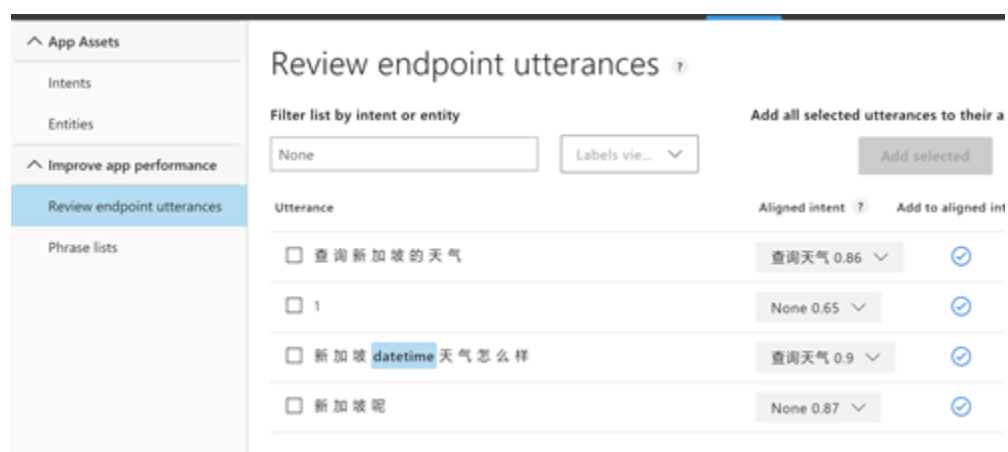 App Assets
Intents
Entities
Improve app performance
Review endpoint utterances
Phrase lists
Review endpoint utterances ?
Filter list by intent or entity
Add all selected utterances to their a
None
Labels vie...
Add selected
Utterance
Aligned intent ?
Add to aligned int
查询新加坡的天气
查询天气 0.86
1
None 0.65
新加坡 datetime 天气怎么样
查询天气 0.9
新加坡呢
None 0.87